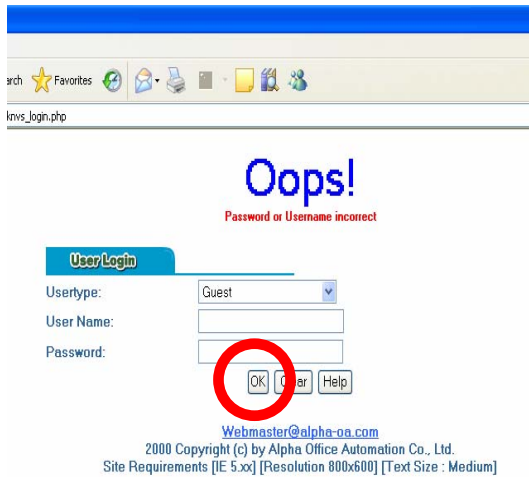 arch Favorites
knvs_login.php
Oops!
Password or Username incorrect
User Login
Usertype: Guest
User Name:
Password:
OK Clear Help
Webmaster@alpha-oa.com
2000 Copyright (c) by Alpha Office Automation Co., Ltd.
Site Requirements [IE 5.xx] [Resolution 800x600] [Text Size : Medium]